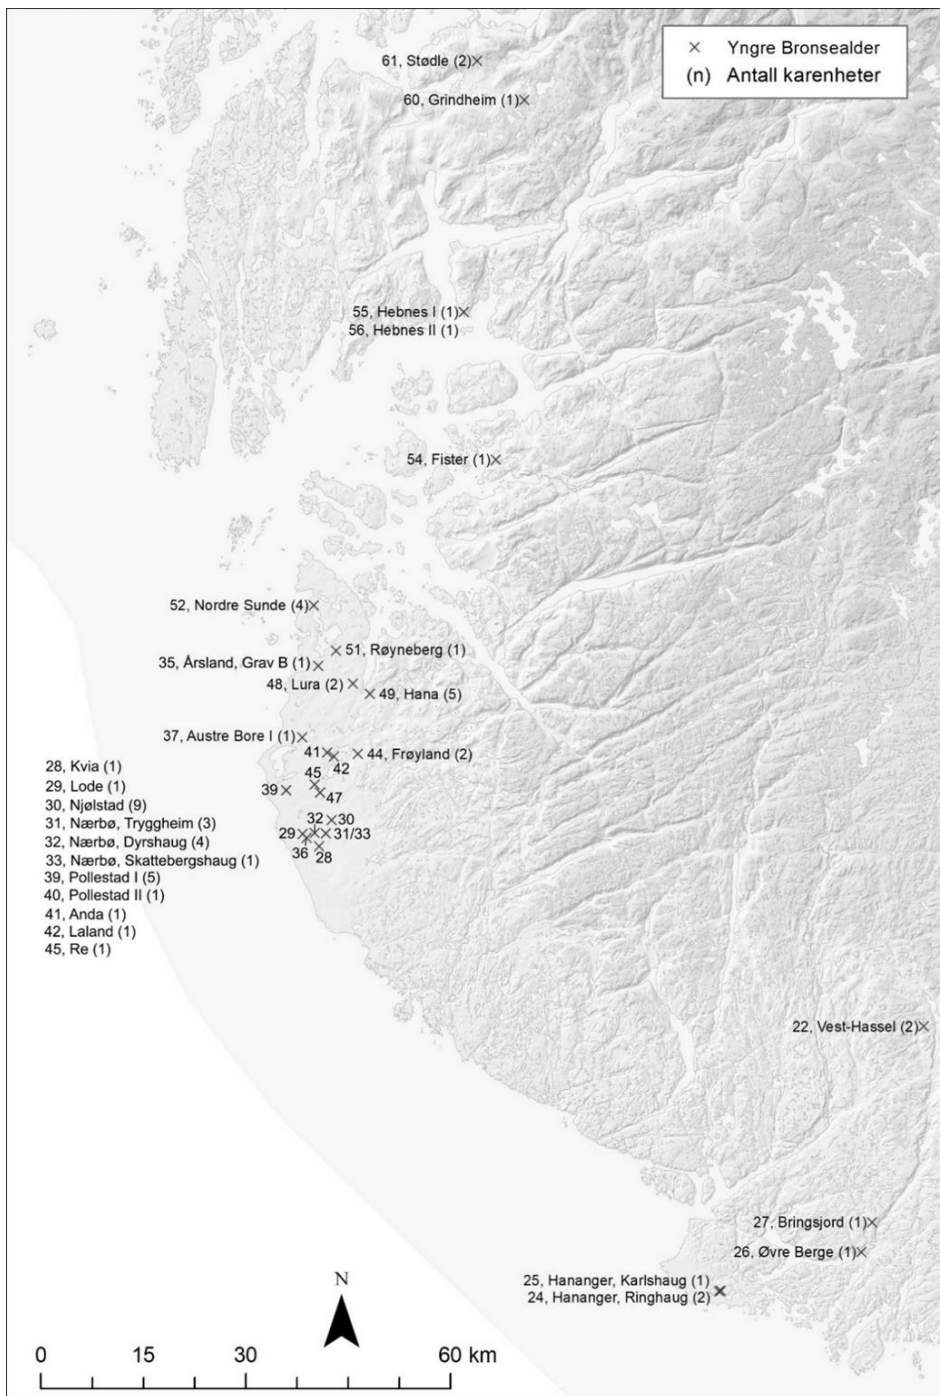 Yngre Bronsealder
(n) Antall karenheter
61, Stødle (2)
60, Grindheim (1)
55, Hebnes I (1)
56, Hebnes II (1)
54, Fister (1)
52, Nordre Sunde (4)
51, Røyneberg (1)
35, Årsland, Grav B (1)
48, Lura (2)
49, Hana (5)
37, Austre Bore I (1)
41
42
44, Frøyland (2)
45
39
47
32
30
29
31/33
36
28
28, Kvia (1)
29, Lode (1)
30, Njølstad (9)
31, Nærbø, Tryggheim (3)
32, Nærbø, Dyrshaug (4)
33, Nærbø, Skattebergshaug (1)
39, Pollestad I (5)
40, Pollestad II (1)
41, Anda (1)
42, Laland (1)
45, Re (1)
22, Vest-Hassel (2)
27, Bringsjord (1)
26, Øvre Berge (1)
25, Hananger, Karlshaug (1)
24, Hananger, Ringhaug (2)
N
0 15 30 60 km